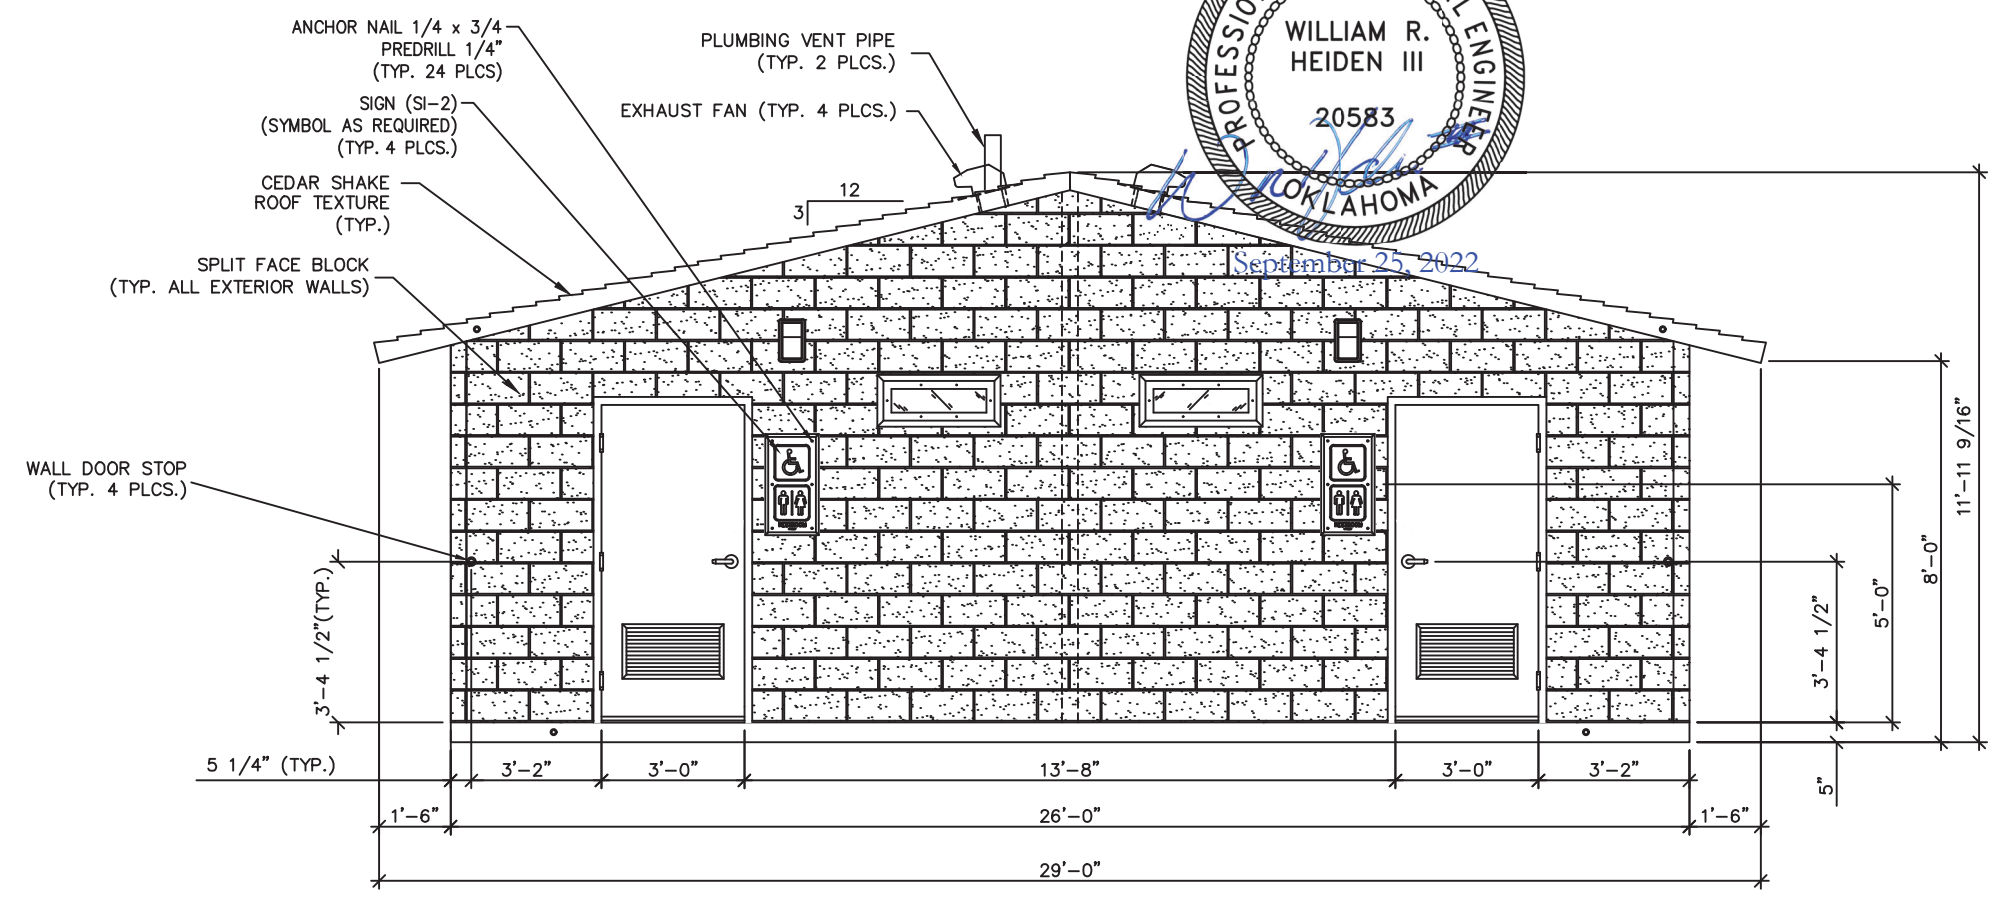 ANCHOR NAIL 1/4 x 3/4
PREDRILL 1/4"
(TYP. 24 PLCS)
SIGN (SI-2)
(SYMBOL AS REQUIRED)
(TYP. 4 PLCS.)
CEDAR SHAKE
ROOF TEXTURE
(TYP.)
SPLIT FACE BLOCK
(TYP. ALL EXTERIOR WALLS)
WALL DOOR STOP
(TYP. 4 PLCS.)
PLUMBING VENT PIPE
(TYP. 2 PLCS.)
EXHAUST FAN (TYP. 4 PLCS.)
12
3
WILLIAM R.
HEIDEN III
20583
ENGINEER
OKLAHOMA
September 25, 2022
3'-4 1/2"(TYP.)
11'-11 9/16"
8'-0"
5'-0"
3'-4 1/2"
5"
5 1/4" (TYP.)
3'-2"
3'-0"
13'-8"
3'-0"
3'-2"
1'-6"
26'-0"
1'-6"
29'-0"